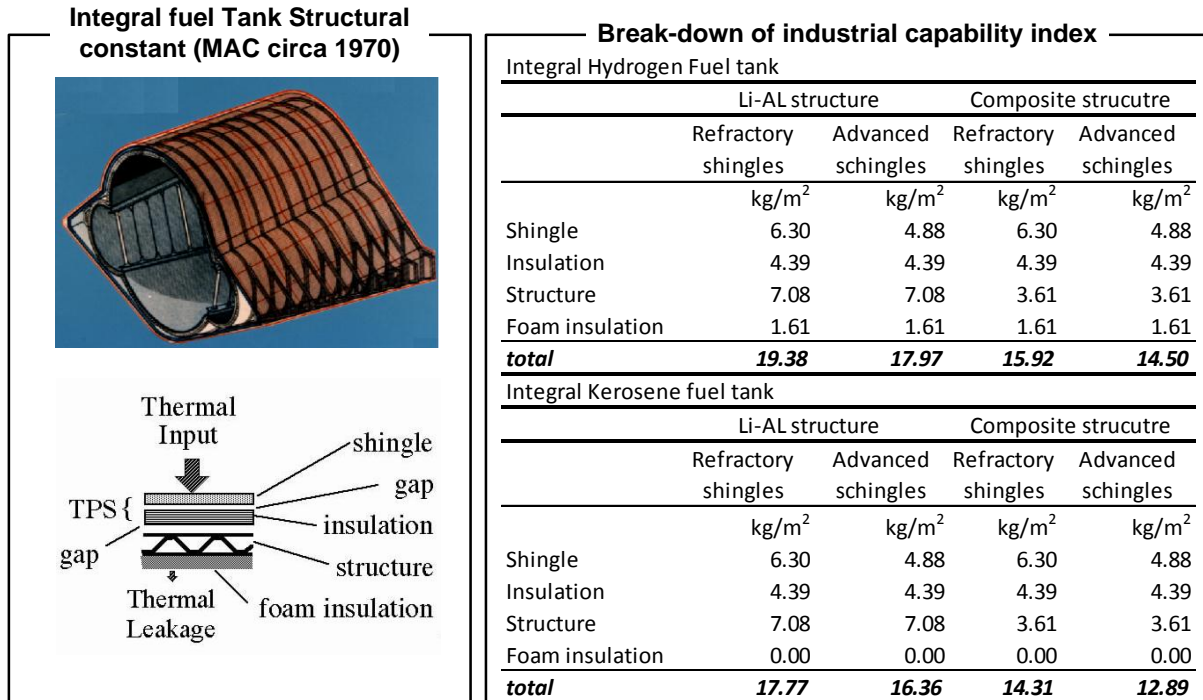 Integral fuel Tank Structural
constant (MAC circa 1970)
Thermal
Input
shingle
gap
TPS {
insulation
gap
structure
Thermal
Leakage
foam insulation
Break-down of industrial capability index
Integral Hydrogen Fuel tank
Li-AL structure Composite strucutre
Refractory Advanced Refractory Advanced
shingles schingles shingles schingles
kg/m² kg/m² kg/m² kg/m²
Shingle 6.30 4.88 6.30 4.88
Insulation 4.39 4.39 4.39 4.39
Structure 7.08 7.08 3.61 3.61
Foam insulation 1.61 1.61 1.61 1.61
total 19.38 17.97 15.92 14.50
Integral Kerosene fuel tank
Li-AL structure Composite strucutre
Refractory Advanced Refractory Advanced
shingles schingles shingles schingles
kg/m² kg/m² kg/m² kg/m²
Shingle 6.30 4.88 6.30 4.88
Insulation 4.39 4.39 4.39 4.39
Structure 7.08 7.08 3.61 3.61
Foam insulation 0.00 0.00 0.00 0.00
total 17.77 16.36 14.31 12.89